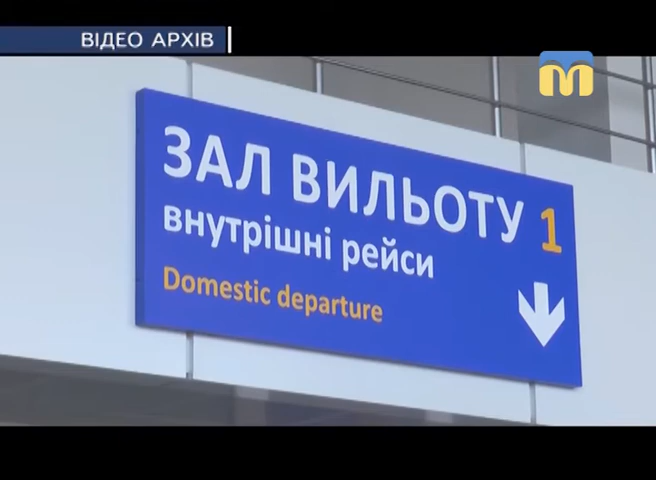 ВІДЕО АРХІВ
ЗАЛ ВИЛЬОТУ 1
внутрішні рейси
Domestic departure